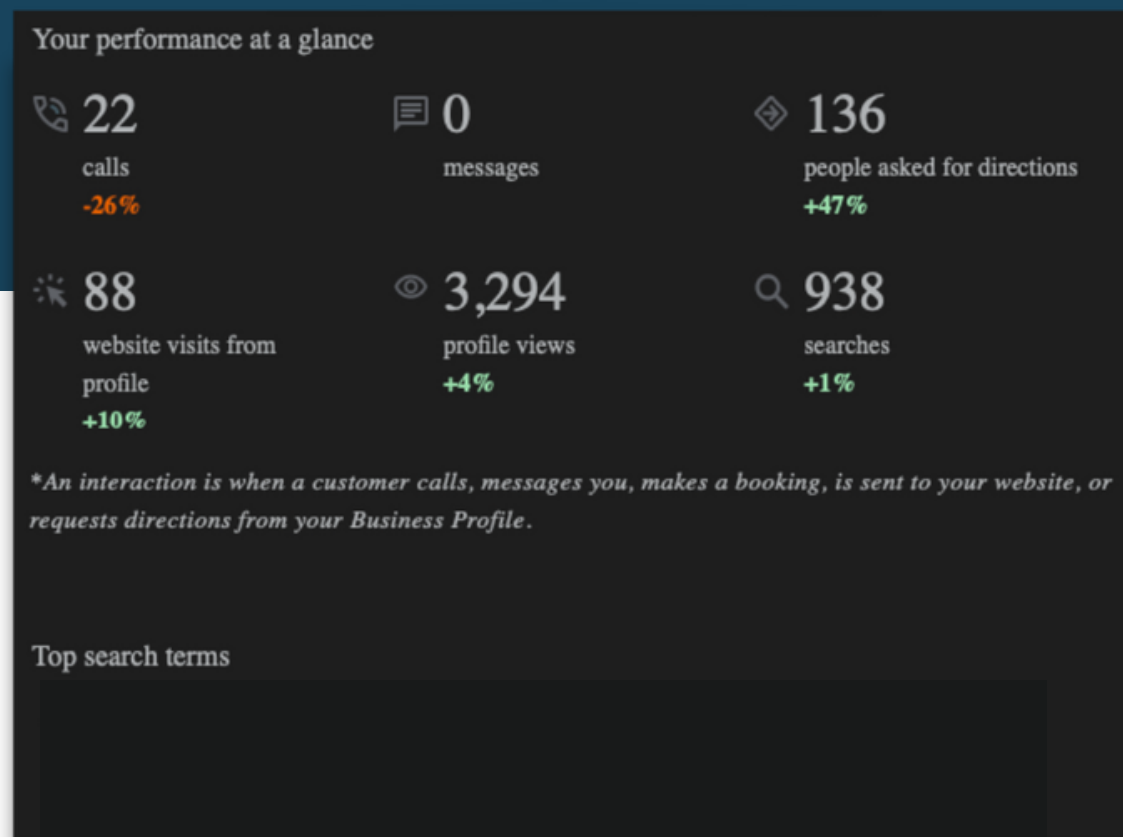 Your performance at a glance
22
calls
-26%
0
messages
136
people asked for directions
+47%
88
website visits from
profile
+10%
3,294
profile views
+4%
938
searches
+1%
*An interaction is when a customer calls, messages you, makes a booking, is sent to your website, or
requests directions from your Business Profile.
Top search terms